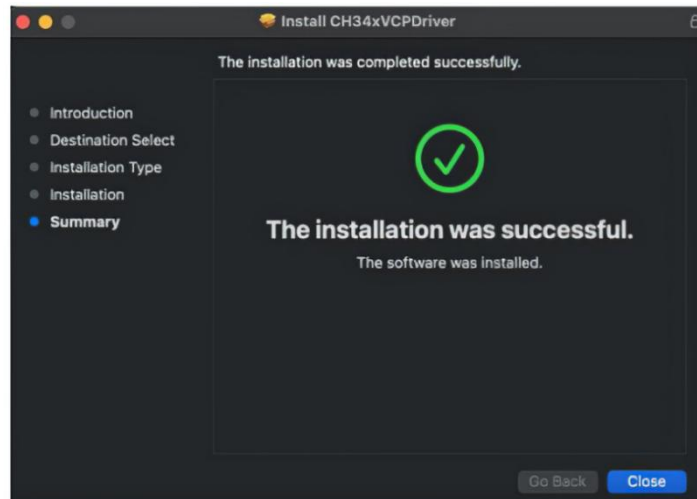 Install CH34xVCPDriver
The installation was completed successfully.
Introduction
Destination Select
Installation Type
Installation
Summary
The installation was successful.
The software was installed.
Go Back
Close